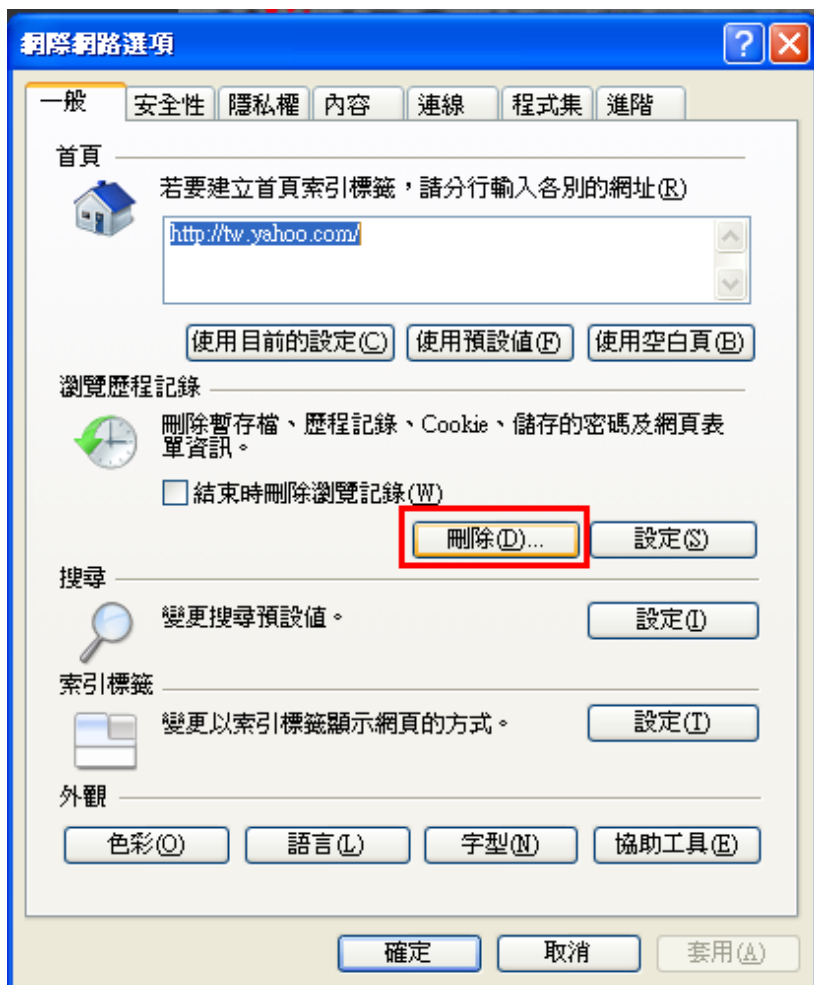 網際網路選項
一般 安全性 隱私權 內容 連線 程式集 進階
首頁
若要建立首頁索引標籤，請分行輸入各別的網址(R)
http://tw.yahoo.com/
使用目前的設定(C) 使用預設值(F) 使用空白頁(B)
瀏覽歷程記錄
刪除暫存檔、歷程記錄、Cookie、儲存的密碼及網頁表
單資訊。
結束時刪除瀏覽記錄(W)
刪除(D)... 設定(S)
搜尋
變更搜尋預設值。 設定(I)
索引標籤
變更以索引標籤顯示網頁的方式。 設定(T)
外觀
色彩(O) 語言(L) 字型(N) 協助工具(E)
確定 取消 套用(A)